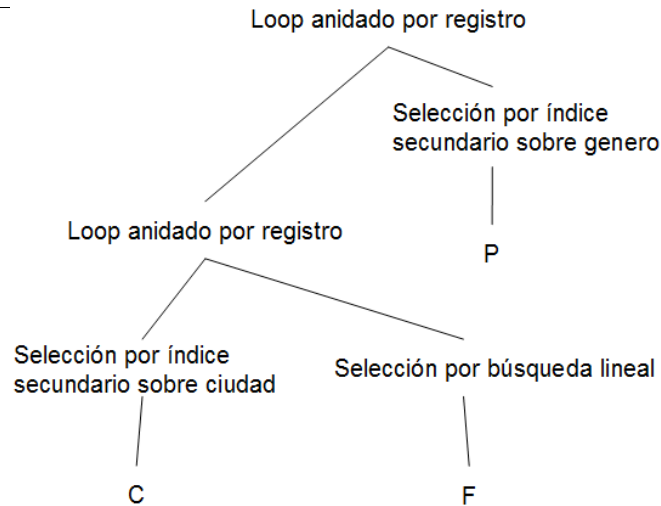 Loop anidado por registro
Selección por índice
secundario sobre genero
Loop anidado por registro
P
Selección por índice
secundario sobre ciudad
Selección por búsqueda lineal
C
F